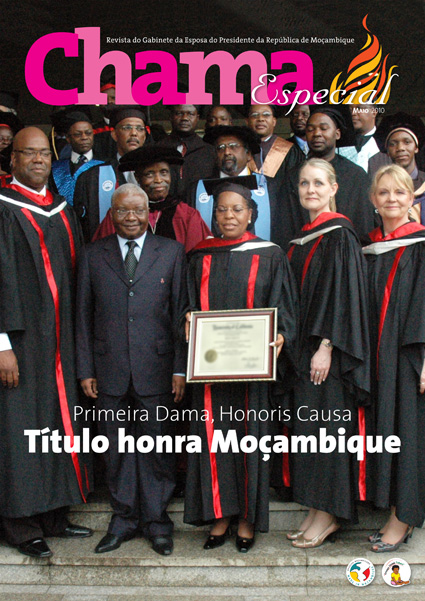 Revista do Gabinete da Esposa do Presidente da República de Moçambique
Chama
Especial
Maio 2010
Primeira Dama, Honoris Causa
Título honra Moçambique